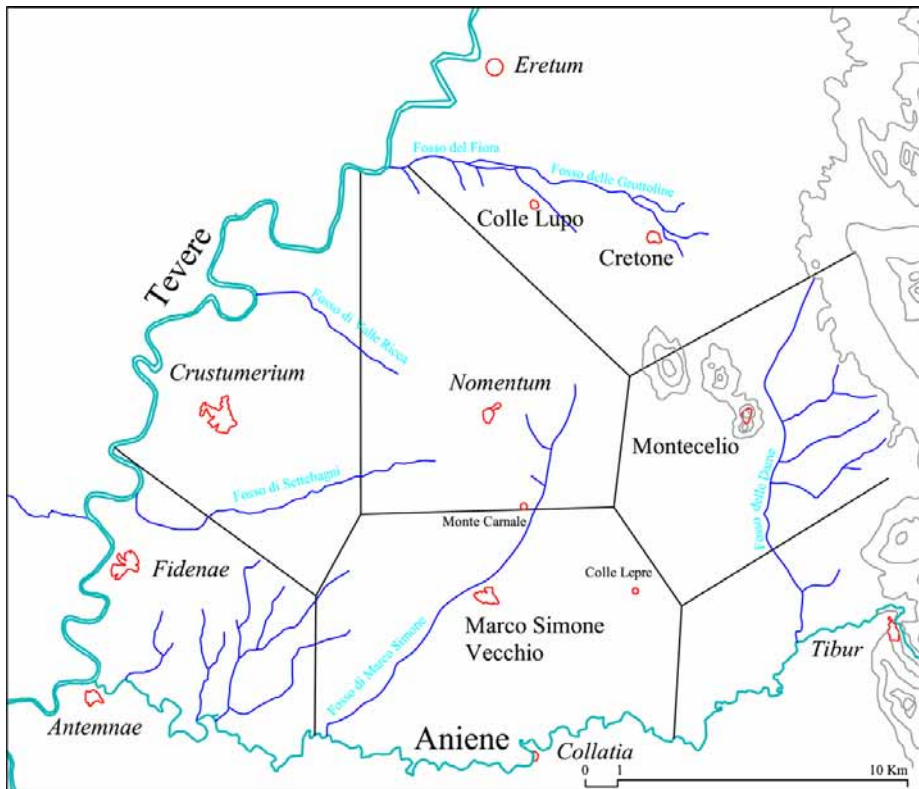 Eretum
Fosso del Fiora
Fosso delle Grottoline
Colle Lupo
Cretone
Tevere
Fosso di Valle Ricca
Crustumerium
Nomentum
Montecelio
Fosso di Settebagni
Monte Carnale
Fosso delle Dame
Fidenae
Colle Lepre
Marco Simone
Vecchio
Fosso di Marco Simone
Tibur
Antemnae
Aniene
Collatia
0 1 10 Km